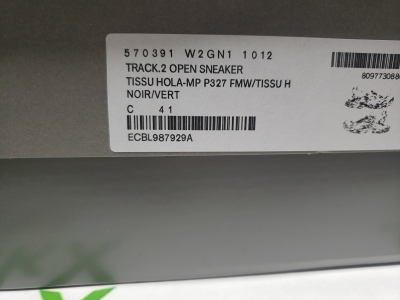 570391 W2GN1 1012
TRACK.2 OPEN SNEAKER
TISSU HOLA-MP P327 FMW/TISSU H
NOIR/VERT
C 41
ECBL987929A